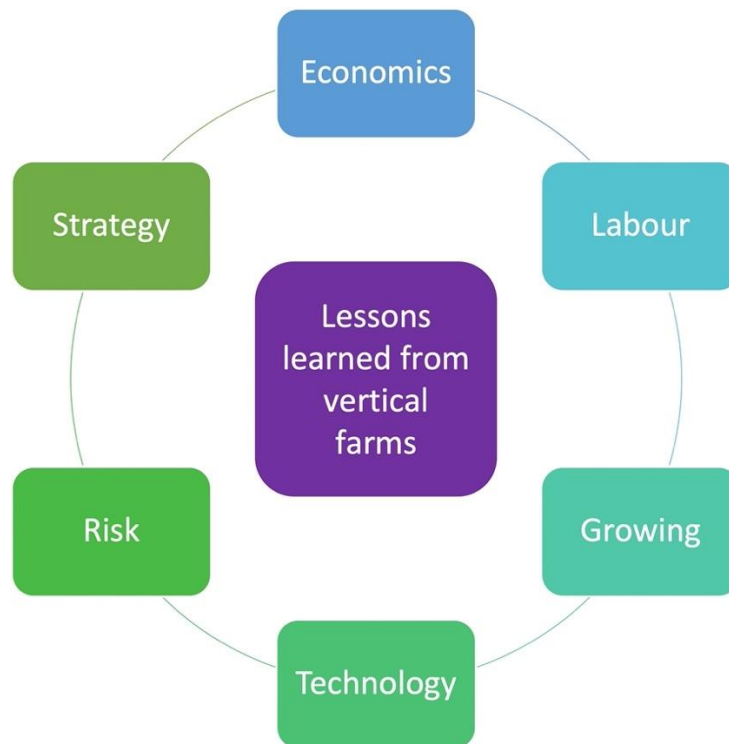 Economics
Strategy
Labour
Lessons
learned from
vertical
farms
Risk
Growing
Technology